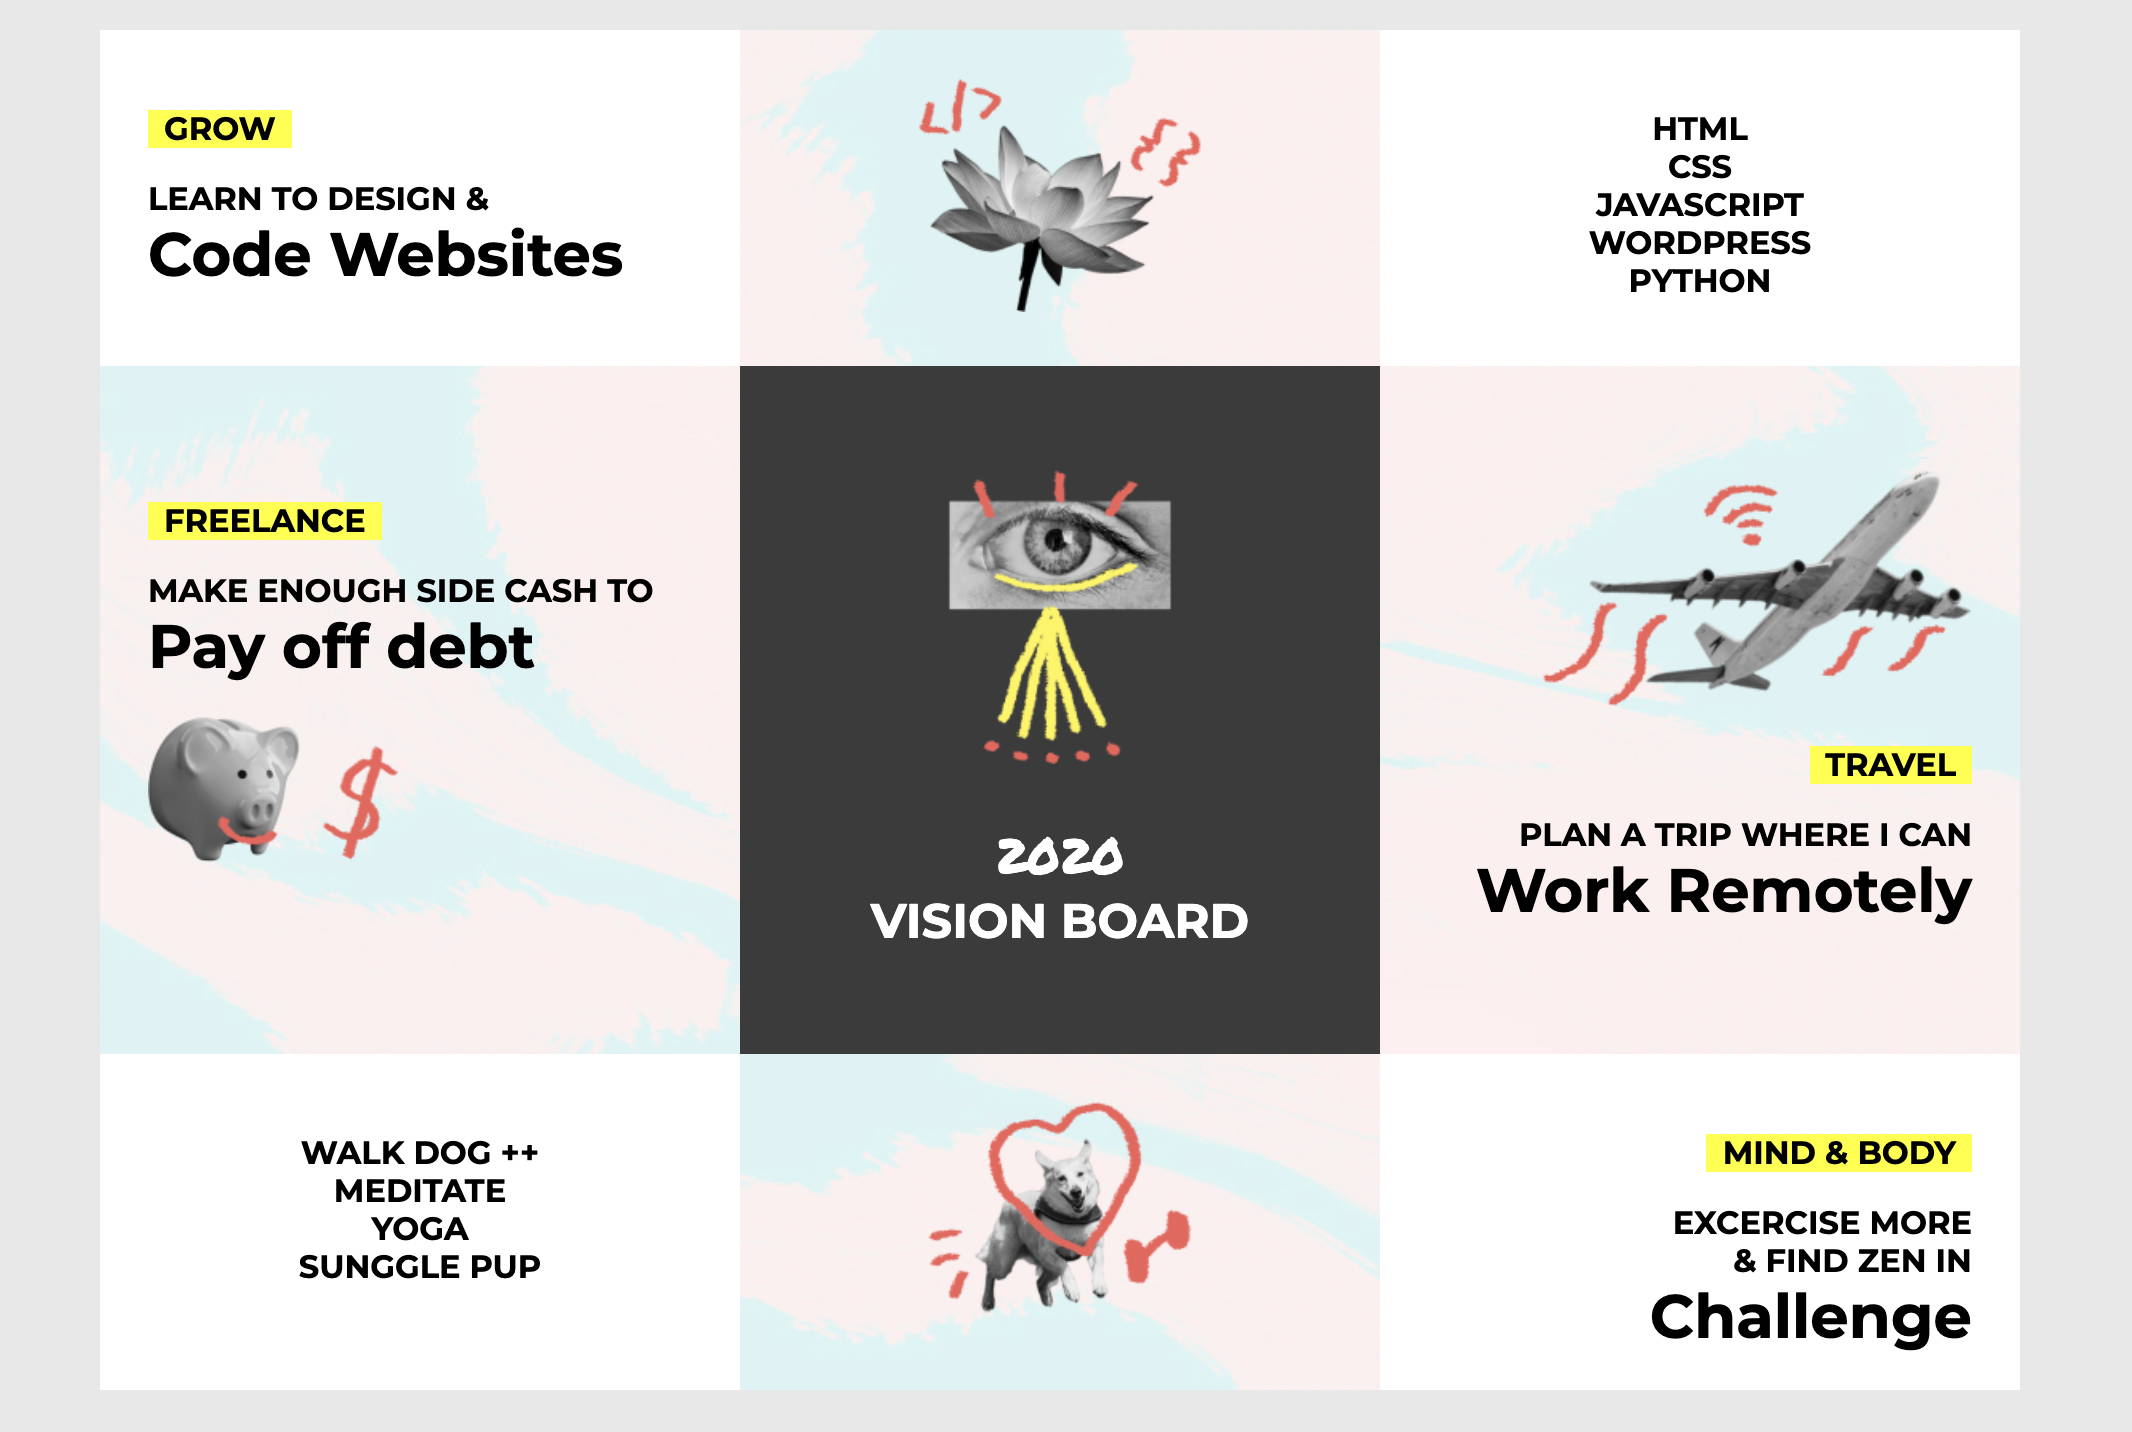 GROW
LEARN TO DESIGN &
Code Websites
</>
{}
HTML
CSS
JAVASCRIPT
WORDPRESS
PYTHON
FREELANCE
MAKE ENOUGH SIDE CASH TO
Pay off debt
$
2020
VISION BOARD
TRAVEL
PLAN A TRIP WHERE I CAN
Work Remotely
WALK DOG ++
MEDITATE
YOGA
SUNGGLE PUP
MIND & BODY
EXCERCISE MORE
& FIND ZEN IN
Challenge